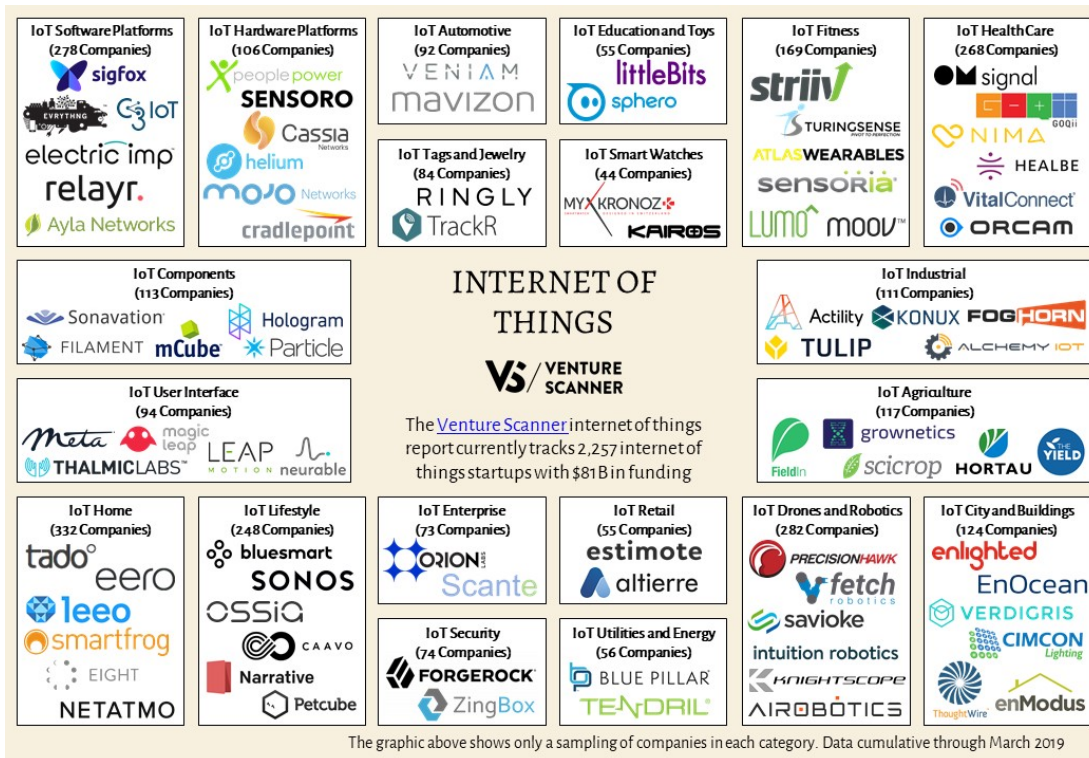 IoT Software Platforms
(278 Companies)
sigfox
EVRYTHNG
C3 IoT
electric imp™
relayr.
Ayla Networks
IoT Hardware Platforms
(106 Companies)
people power
SENSORO
Cassia
Networks
helium
mojo Networks
cradlepoint
IoT Automotive
(92 Companies)
VENIAM
mavizon
IoT Education and Toys
(55 Companies)
littleBits
sphero
IoT Fitness
(169 Companies)
striiv
TURINGSENSE
PIVOT TO PERFECTION
ATLASWEARABLES
sensoria
LUMO
moov™
IoT Health Care
(268 Companies)
OM signal
GOQii
GOQii
NIMA
HEALBE
VitalConnect
ORCAM
IoT Tags and Jewelry
(84 Companies)
RINGLY
TrackR
IoT Smart Watches
(44 Companies)
MYKRONOZ
KAIROS
IoT Components
(113 Companies)
Sonavation
Hologram
FILAMENT
mCube
Particle
INTERNET OF
THINGS
VS/ VENTURE
SCANNER
The Venture Scanner internet of things
report currently tracks 2,257 internet of
things startups with $81B in funding
IoT Industrial
(111 Companies)
Actility
KONUX
FOGHORN
TULIP
ALCHEMY IOT
IoT User Interface
(94 Companies)
Meta
magic
leap
THALMICLABS™
LEAP
MOTION
neurable
IoT Agriculture
(117 Companies)
FieldIn
grownetics
scicrop
HORTAU
THE
YIELD
IoT Home
(332 Companies)
tado°
eero
leeo
smartfrog
EIGHT
NETATMO
IoT Lifestyle
(248 Companies)
bluesmart
SONOS
ossia
CAAVO
Narrative
Petcube
IoT Enterprise
(73 Companies)
ORION
LABS
Scante
IoT Retail
(55 Companies)
estimote
altierre
IoT Security
(74 Companies)
FORGEROCK
ZingBox
IoT Utilities and Energy
(56 Companies)
BLUE PILLAR
TENDRIL
IoT Drones and Robotics
(282 Companies)
PRECISIONHAWK
fetch
robotics
savioke
intuition robotics
KNIGHTSCOPE
AIROBOTICS
IoT City and Buildings
(124 Companies)
enlighted
EnOcean
VERDIGRIS
CIMCON
Lighting
ThoughtWire
enModus
The graphic above shows only a sampling of companies in each category. Data cumulative through March 2019